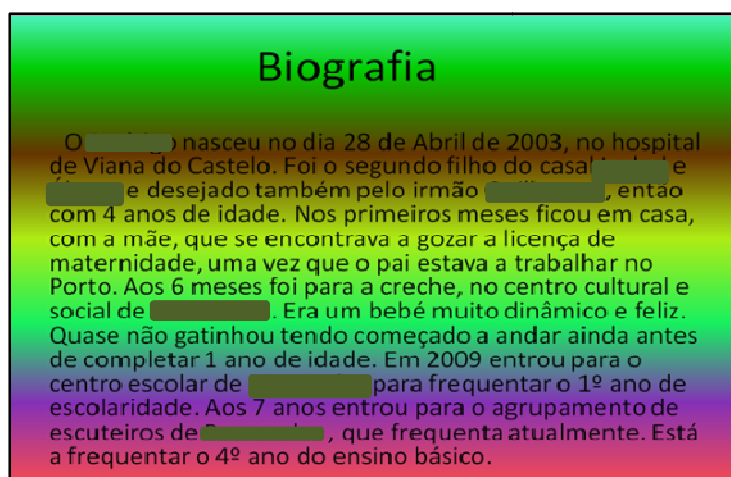 Biografia
O nasceu no dia 28 de Abril de 2003, no hospital
de Viana do Castelo. Foi o segundo filho do casal e
e desejado também pelo irmão , então
com 4 anos de idade. Nos primeiros meses ficou em casa,
com a mãe, que se encontrava a gozar a licença de
maternidade, uma vez que o pai estava a trabalhar no
Porto. Aos 6 meses foi para a creche, no centro cultural e
social de . Era um bebé muito dinâmico e feliz.
Quase não gatinhou tendo começado a andar ainda antes
de completar 1 ano de idade. Em 2009 entrou para o
centro escolar de para frequentar o 1º ano de
escolaridade. Aos 7 anos entrou para o agrupamento de
escuteiros de , que frequenta atualmente. Está
a frequentar o 4º ano do ensino básico.